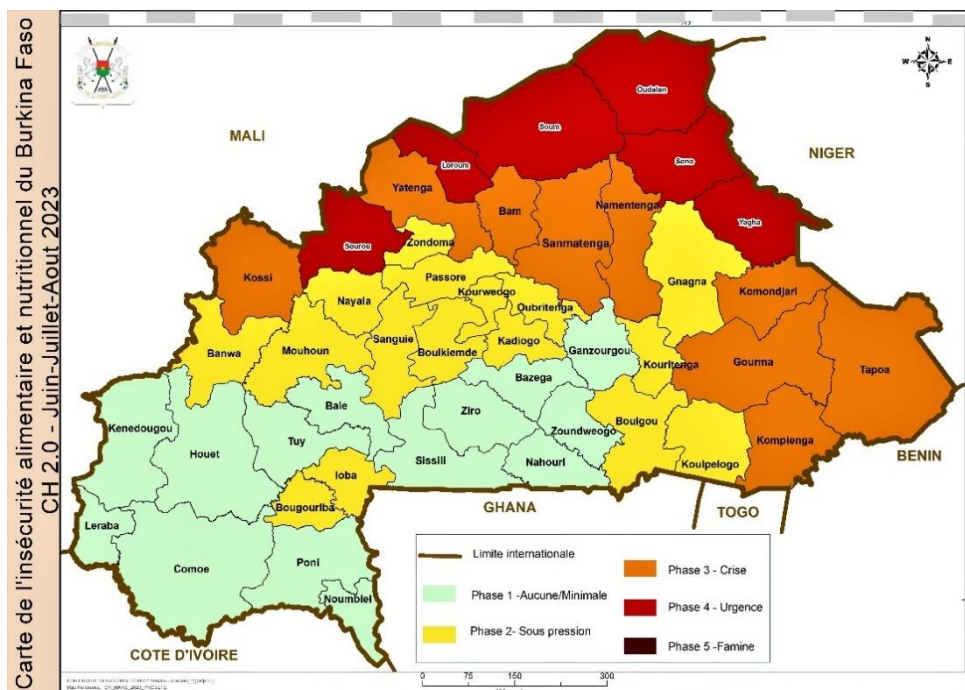 Carte de l'insécurité alimentaire et nutritionnel du Burkina Faso
CH 2.0 - Juin-Juillet-Aout 2023
N
W E
S
MALI
NIGER
Oudalan
Soum
Seno
Loroum
Yatenga
Bam
Namentenga
Sanmatenga
Yagha
Sourou
Zondoma
Kossi
Passore
Gnagna
Komondjari
Nayala
Kourweogo
Oubritenga
Sanguie
Banwa
Mouhoun
Boulkiemde
Kadiogo
Ganzourgou
Kouritenga
Gourma
Tapoa
Bazega
Bale
Kenedougou
Ziro
Boulgou
Tuy
Zoundweogo
Kompienga
Houet
Sissili
Nahouri
Koulpelogo
BENIN
Ioba
Bougouriba
GHANA
TOGO
Leraba
Comoe
Poni
Noumbiel
COTE D'IVOIRE
Limite internationale
Phase 1 -Aucune/Minimale
Phase 2- Sous pression
Phase 3 - Crise
Phase 4 - Urgence
Phase 5 -Famine
0 75 150 300